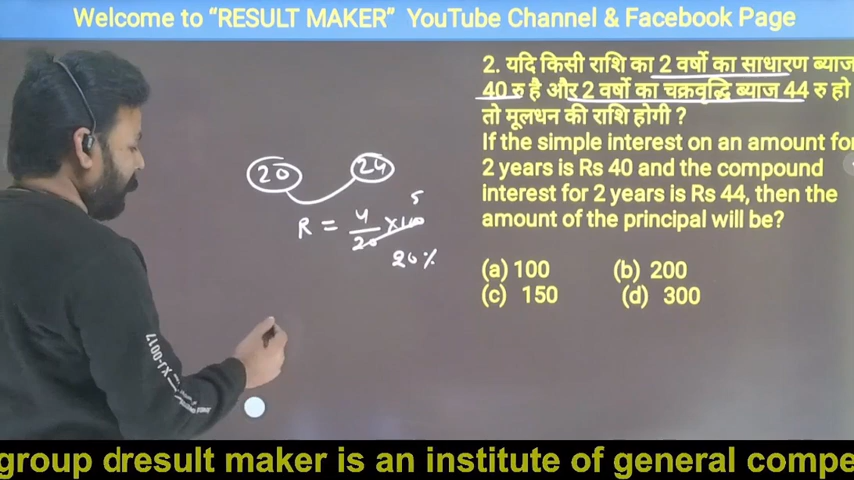 Welcome to “RESULT MAKER” YouTube Channel & Facebook Page
2. यदि किसी राशि का 2 वर्षो का साधारण ब्याज
40 रु है और 2 वर्षो का चक्रवृद्धि ब्याज 44 रु हो
तो मूलधन की राशि होगी ?
If the simple interest on an amount for
2 years is Rs 40 and the compound
interest for 2 years is Rs 44, then the
amount of the principal will be?
(a) 100 (b) 200
(c) 150 (d) 300
20 24
5
R = 4/20 × 100
20%
XJ-0017
group dresult maker is an institute of general compe